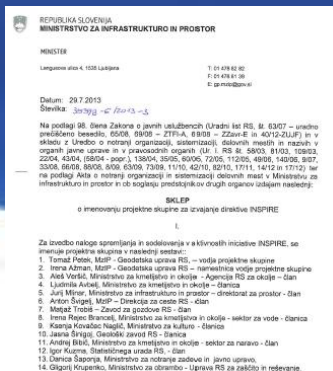 REPUBLIKA SLOVENIJA
MINISTRSTVO ZA INFRASTRUKTURO IN PROSTOR
MINISTER
Langusova ulica 4, 1535 Ljubljana
T: 01 478 82 80
F: 01 478 81 39
E: gp.mzip@gov.si
Datum: 29.7.2013
Številka:
Na podlagi 98. člena Zakona o javnih uslužbencih (Uradni list RS, št. 63/07 – uradno
prečiščeno besedilo, 65/08, 69/08 – ZTFI-A, 69/08 – ZZavar-E in 40/12-ZUJF) in v
skladu z Uredbo o notranji organizaciji, sistemizaciji, delovnih mestih in nazivih v
organih javne uprave in v pravosodnih organih (Ur. l. RS št. 58/03, 81/03, 109/03,
22/04, 43/04, (58/04 - popr.), 138/04, 35/05, 60/05, 72/05, 112/05, 49/06, 140/06, 9/07,
33/08, 66/08, 88/08, 8/09, 63/09, 73/09, 11/10, 42/10, 82/10, 17/11, 14/12 in 17/12) ter
na podlagi Akta o notranji organizaciji in sistemizaciji delovnih mest v Ministrstvu za
infrastrukturo in prostor in ob soglasju predstojnikov drugih organov izdajam naslednji:
SKLEP
o imenovanju projektne skupine za izvajanje direktive INSPIRE
I.
Za izvedbo naloge spremljanja in sodelovanja v aktivnostih iniciative INSPIRE, se
imenuje projektna skupina v naslednji sestavi:
1. Tomaž Petek, MzIP - Geodetska uprava RS, – vodja projektne skupine
2. Irena Ažman, MzIP - Geodetska uprava RS – namestnica vodje projektne skupine
3. Aleš Veršič, Ministrstvo za kmetijstvo in okolje - Agencija RS za okolje – član
4. Ljudmila Avbelj, Ministrstvo za kmetijstvo in okolje – članica
5. Jurij Mlinar, Ministrstvo za infrastrukturo in prostor – direktorat za prostor - član
6. Anton Švigelj, MzIP – Direkcija za ceste RS - član
7. Matjaž Trobiš – Zavod za gozdove RS - član
8. Irena Rejec Brancelj, Ministrstvo za kmetijstvo in okolje - sektor za vode - članica
9. Ksenija Kovačec Naglič, Ministrstvo za kulturo - članica
10. Jasna Šinigoj, Geološki zavod RS - članica
11. Andrej Bibič, Ministrstvo za kmetijstvo in okolje - sektor za naravo - član
12. Igor Kuzma, Statističnega urada RS, - član
13. Danica Šaponja, Ministrstvo za notranje zadeve in javno upravo,
14. Gligorij Krupenko, Ministrstvo za obrambo - Uprava RS za zaščito in reševanje,